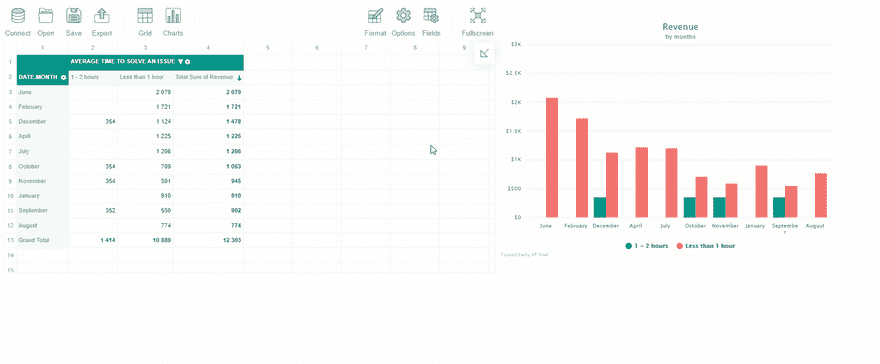 Connect Open Save Export Grid Charts Format Options Fields Fullscreen
1 2 3 4 5 6 7 8 9
1 AVERAGE TIME TO SOLVE AN ISSUE
2 DATE.MONTH 1 – 2 hours Less than 1 hour Total Sum of Revenue
3 June 2 079 2 079
4 February 1 721 1 721
5 December 354 1 124 1 478
6 April 1 225 1 225
7 July 1 206 1 206
8 October 354 709 1 063
9 November 354 591 945
10 January 910 910
11 September 352 550 902
12 August 774 774
13 Grand Total 1 414 10 889 12 303
14
15
Revenue
by months
$3K
$2.5K
$2K
$1.5K
$1K
$500
$0
June February December April July October November January Septembe
r August
1 – 2 hours Less than 1 hour
FusionCharts XT Trial